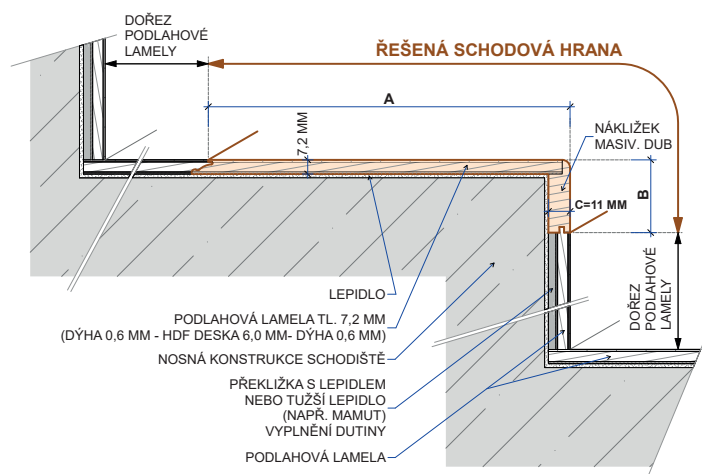 DOŘEZ
PODLAHOVÉ
LAMELY
ŘEŠENÁ SCHODOVÁ HRANA
A
7,2 MM
NÁKLIŽEK
MASIV. DUB
B
C=11 MM
DOŘEZ
PODLAHOVÉ
LAMELY
LEPIDLO
PODLAHOVÁ LAMELA TL. 7,2 MM
(DÝHA 0,6 MM - HDF DESKA 6,0 MM- DÝHA 0,6 MM)
NOSNÁ KONSTRUKCE SCHODIŠTĚ
PŘEKLIŽKA S LEPIDLEM
NEBO TUŽŠÍ LEPIDLO
(NAPŘ. MAMUT)
VYPLNĚNÍ DUTINY
PODLAHOVÁ LAMELA